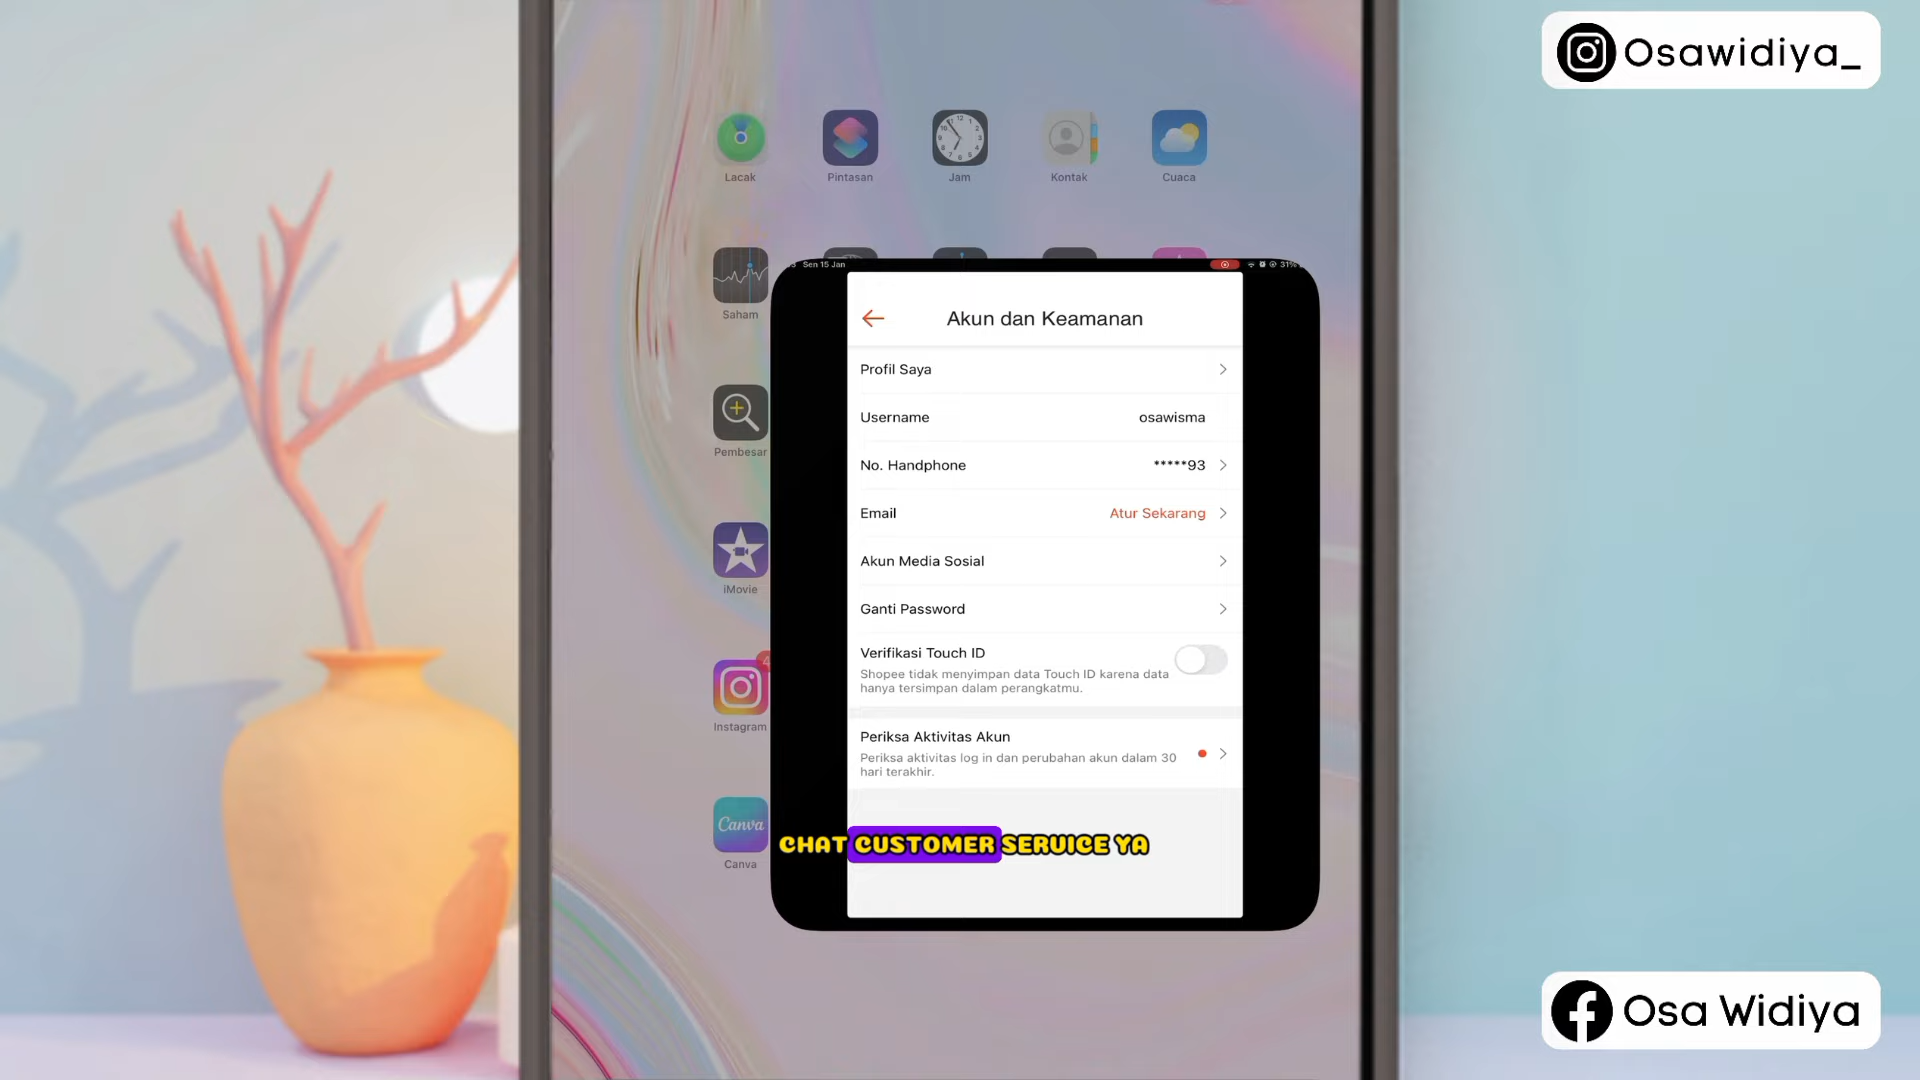 Osawidiya_
Lacak
Pintasan
Jam
Kontak
Cuaca
Saham
Sen 15 Jan
31%
Akun dan Keamanan
Profil Saya
Username osawisma
No. Handphone *****93
Email Atur Sekarang
Akun Media Sosial
Ganti Password
Verifikasi Touch ID
Shopee tidak menyimpan data Touch ID karena data
hanya tersimpan dalam perangkatmu.
Periksa Aktivitas Akun
Periksa aktivitas log in dan perubahan akun dalam 30
hari terakhir.
Pembesar
iMovie
4
Instagram
Canva
Canva
CHAT CUSTOMER SERVICE YA
Osa Widiya